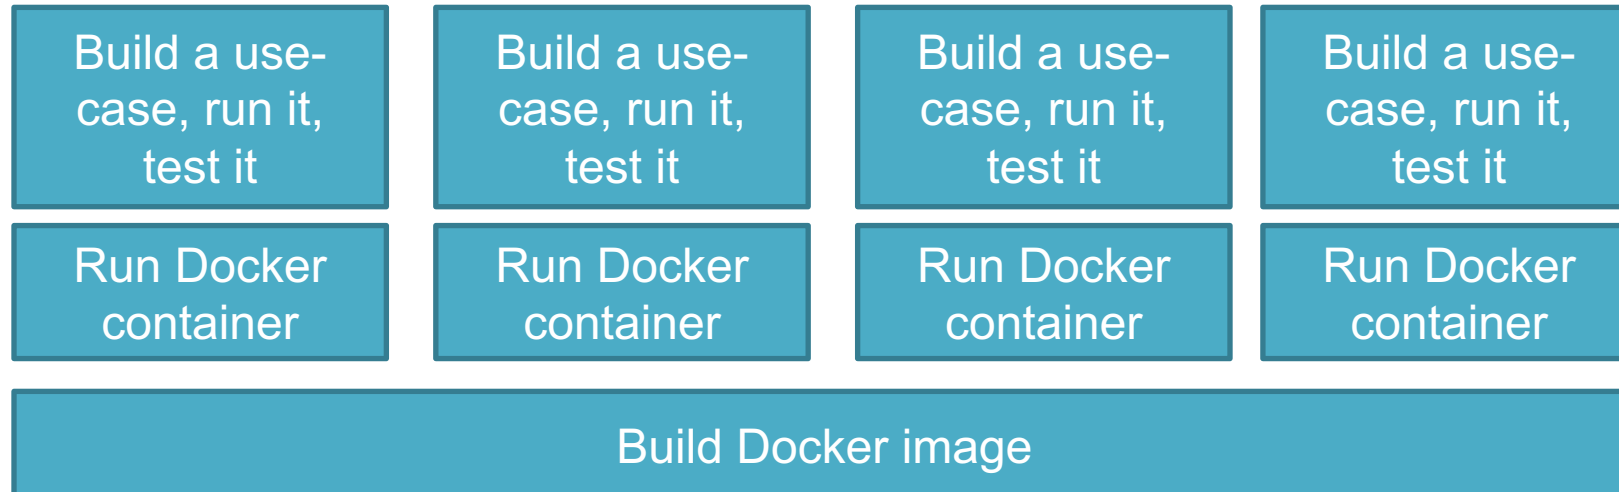 Build a use-
case, run it,
test it
Build a use-
case, run it,
test it
Build a use-
case, run it,
test it
Build a use-
case, run it,
test it
Run Docker
container
Run Docker
container
Run Docker
container
Run Docker
container
Build Docker image